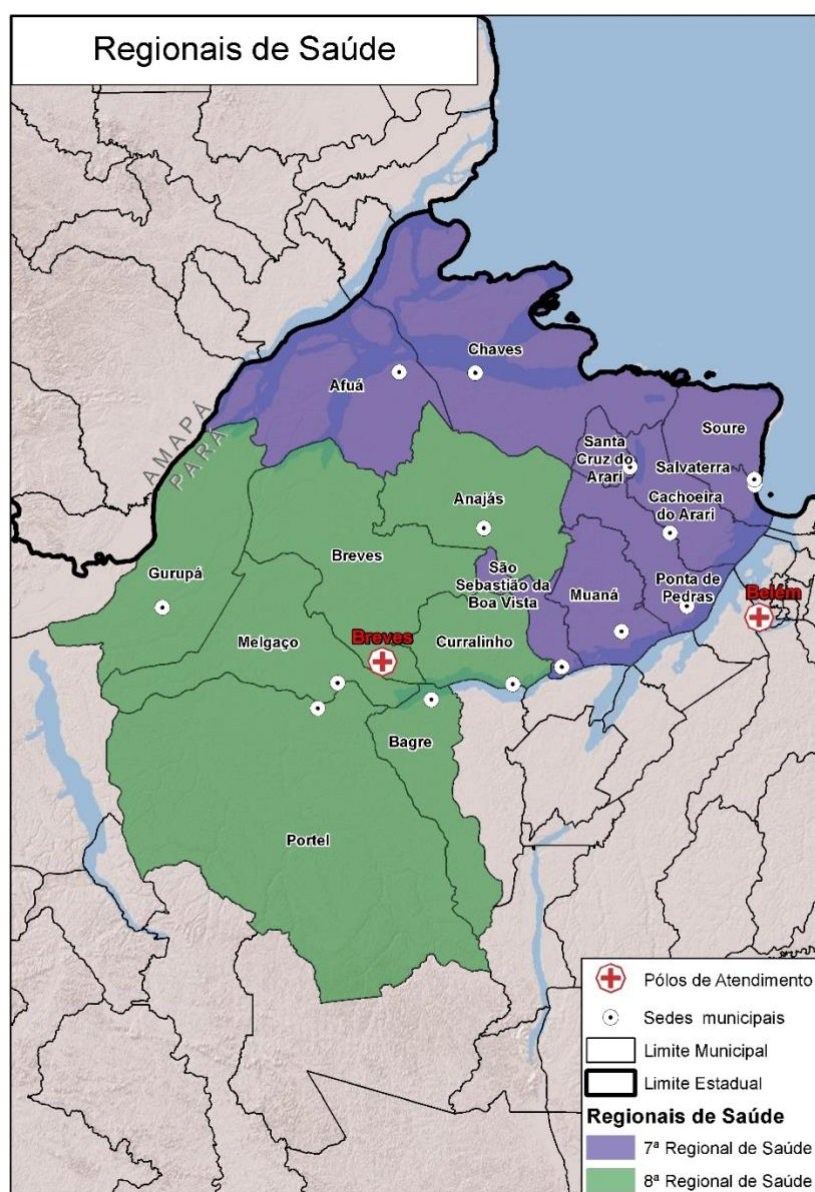 Regionais de Saúde
Chaves
Afuá
AMAPÁ
PARÁ
Soure
Santa
Cruz do
Arari
Salvaterra
Cachoeira
do Arari
Anajás
Breves
São
Sebastião da
Boa Vista
Gurupá
Muaná
Ponta de
Pedras
Belém
Melgaço
Breves
Curralinho
Bagre
Portel
Pólos de Atendimento
Sedes municipais
Limite Municipal
Limite Estadual
Regionais de Saúde
7ª Regional de Saúde
8ª Regional de Saúde